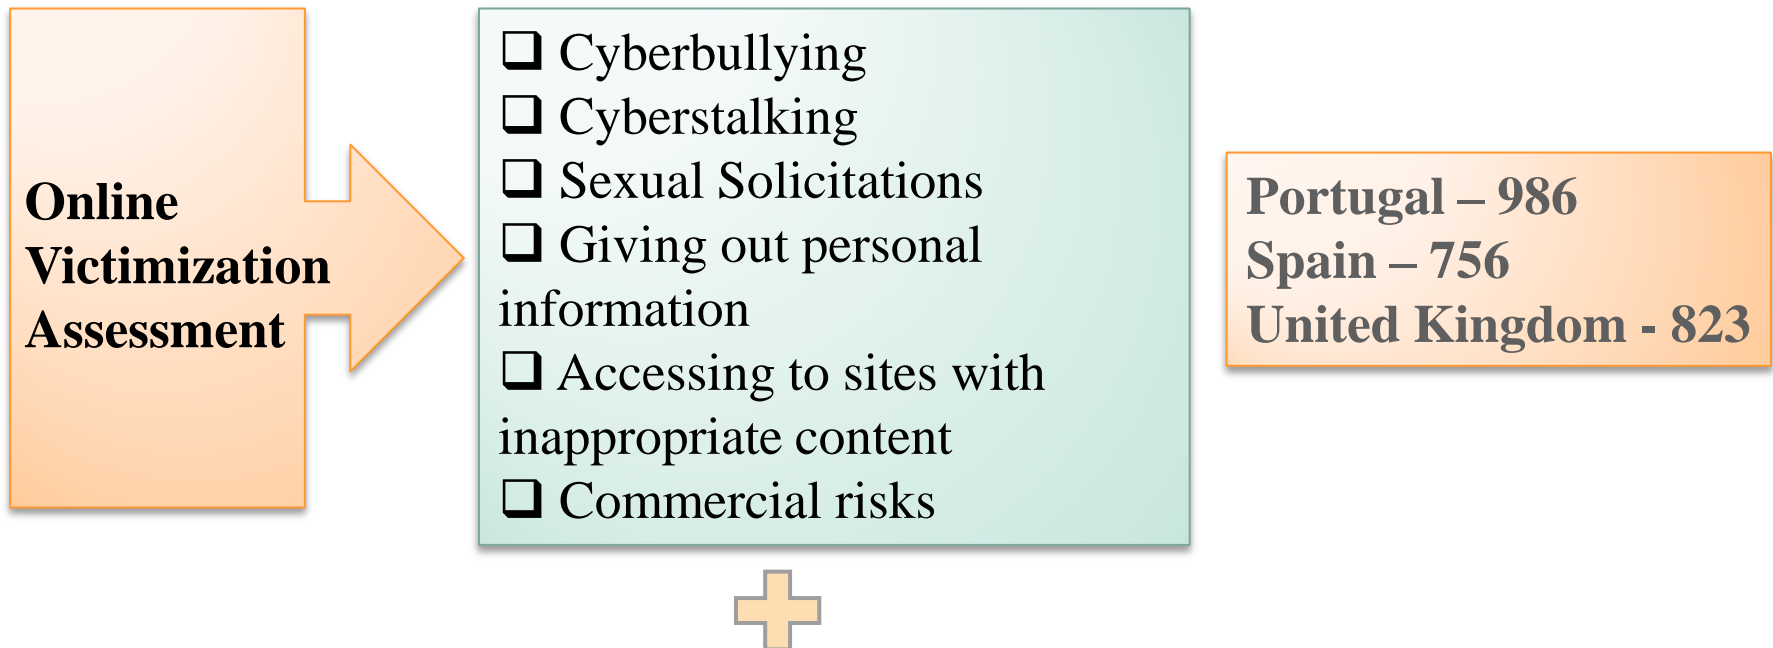 Online
Victimization
Assessment
❑ Cyberbullying
❑ Cyberstalking
❑ Sexual Solicitations
❑ Giving out personal
information
❑ Accessing to sites with
inappropriate content
❑ Commercial risks
Portugal – 986
Spain – 756
United Kingdom - 823